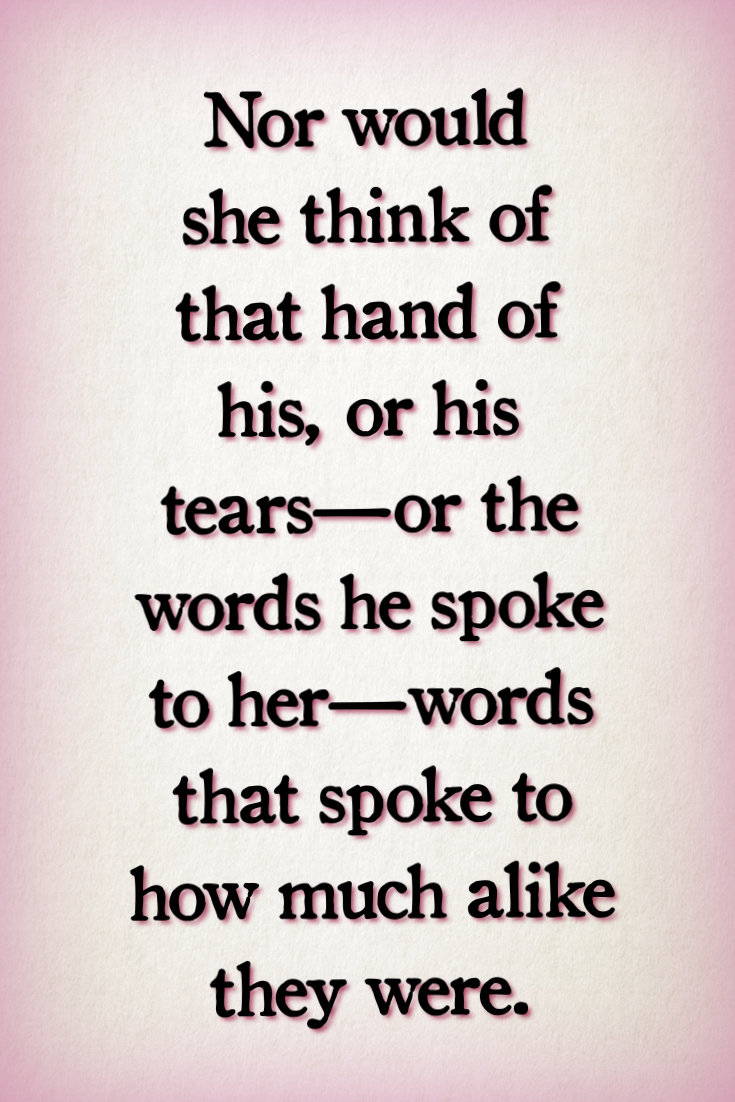 Nor would
she think of
that hand of
his, or his
tears—or the
words he spoke
to her—words
that spoke to
how much alike
they were.